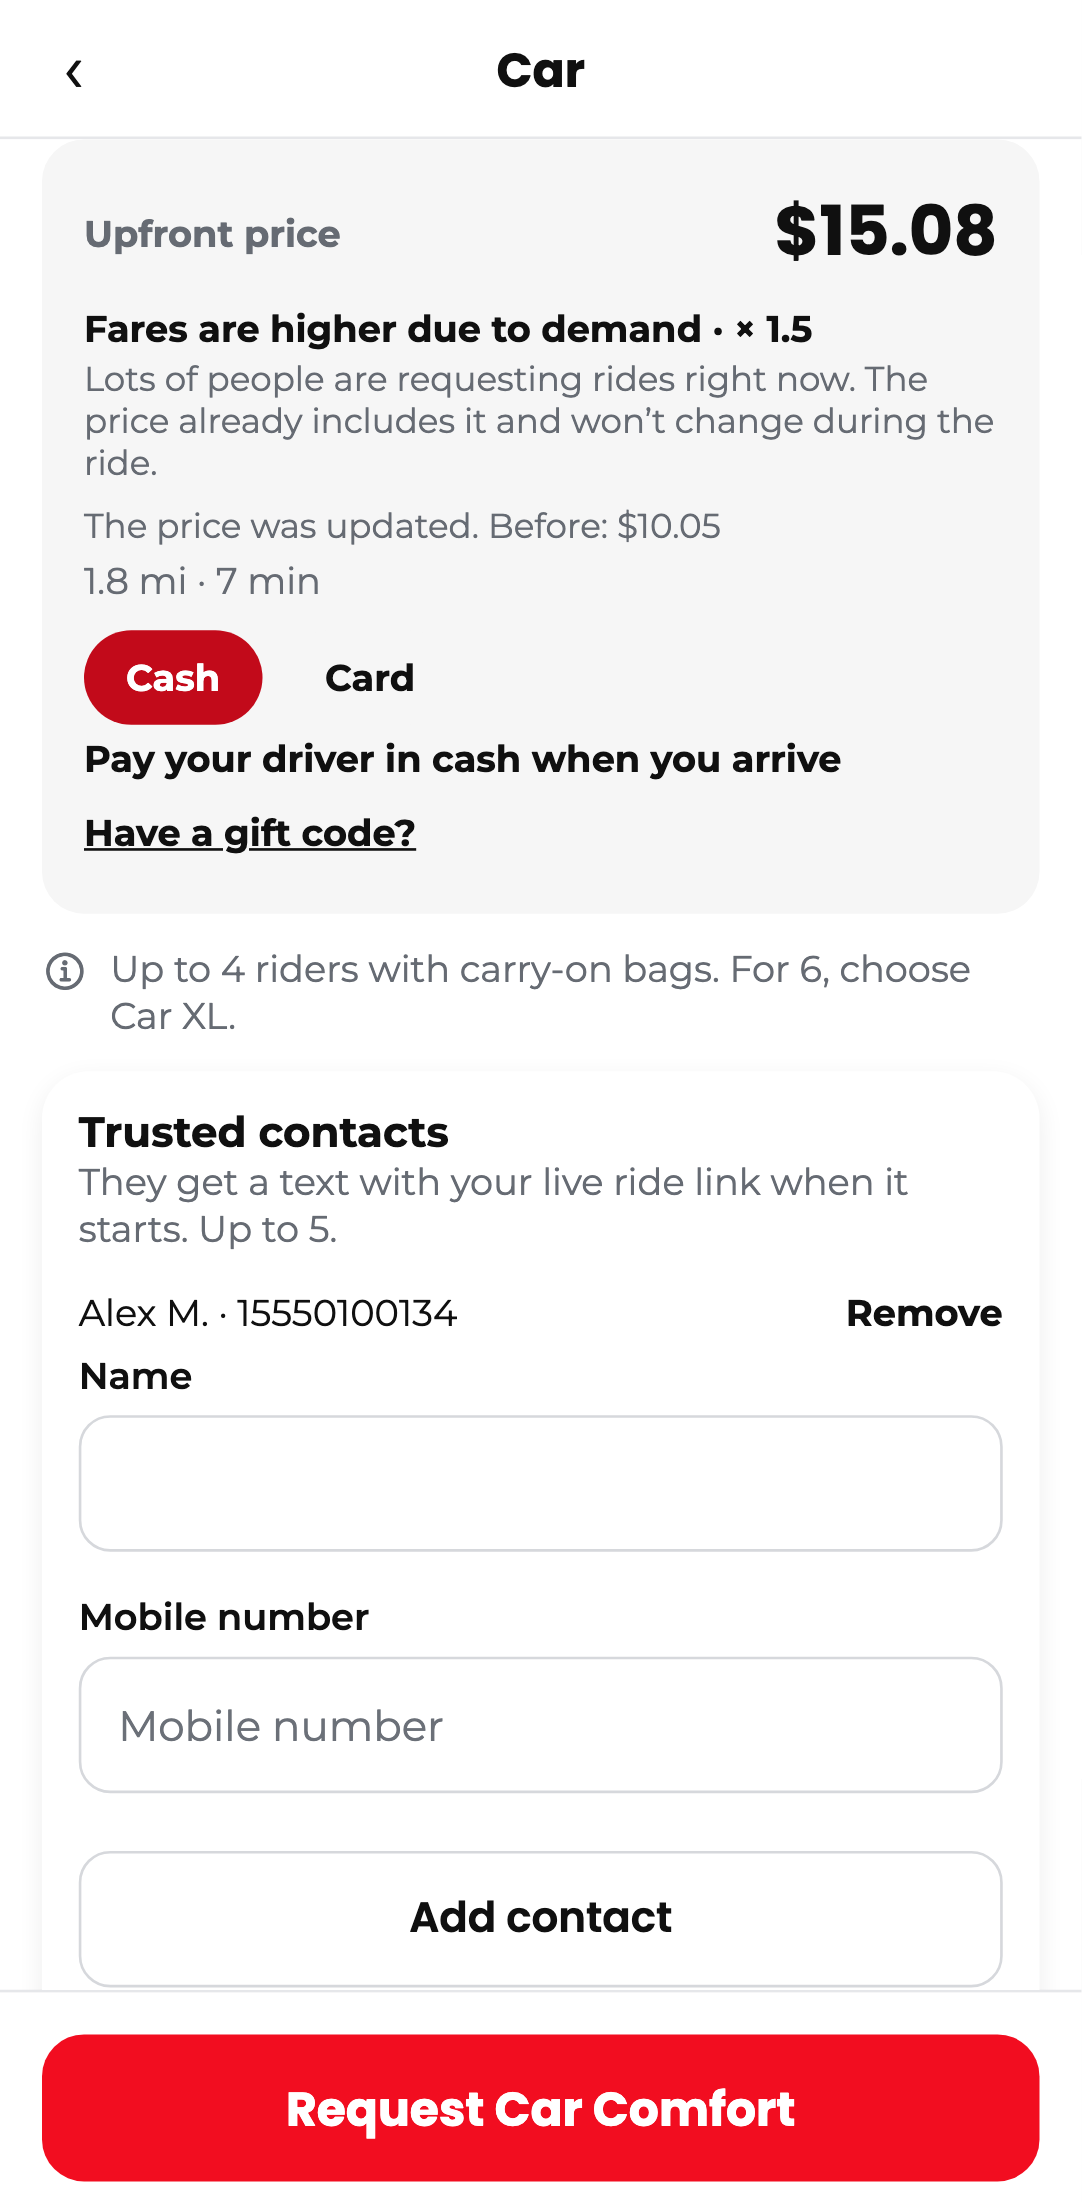 Car
Upfront price
$15.08
Fares are higher due to demand · × 1.5
Lots of people are requesting rides right now. The
price already includes it and won’t change during the
ride.
The price was updated. Before: $10.05
1.8 mi · 7 min
Cash
Card
Pay your driver in cash when you arrive
Have a gift code?
Up to 4 riders with carry-on bags. For 6, choose
Car XL.
Trusted contacts
They get a text with your live ride link when it
starts. Up to 5.
Alex M. · 15550100134
Remove
Name
Mobile number
Mobile number
Add contact
Request Car Comfort